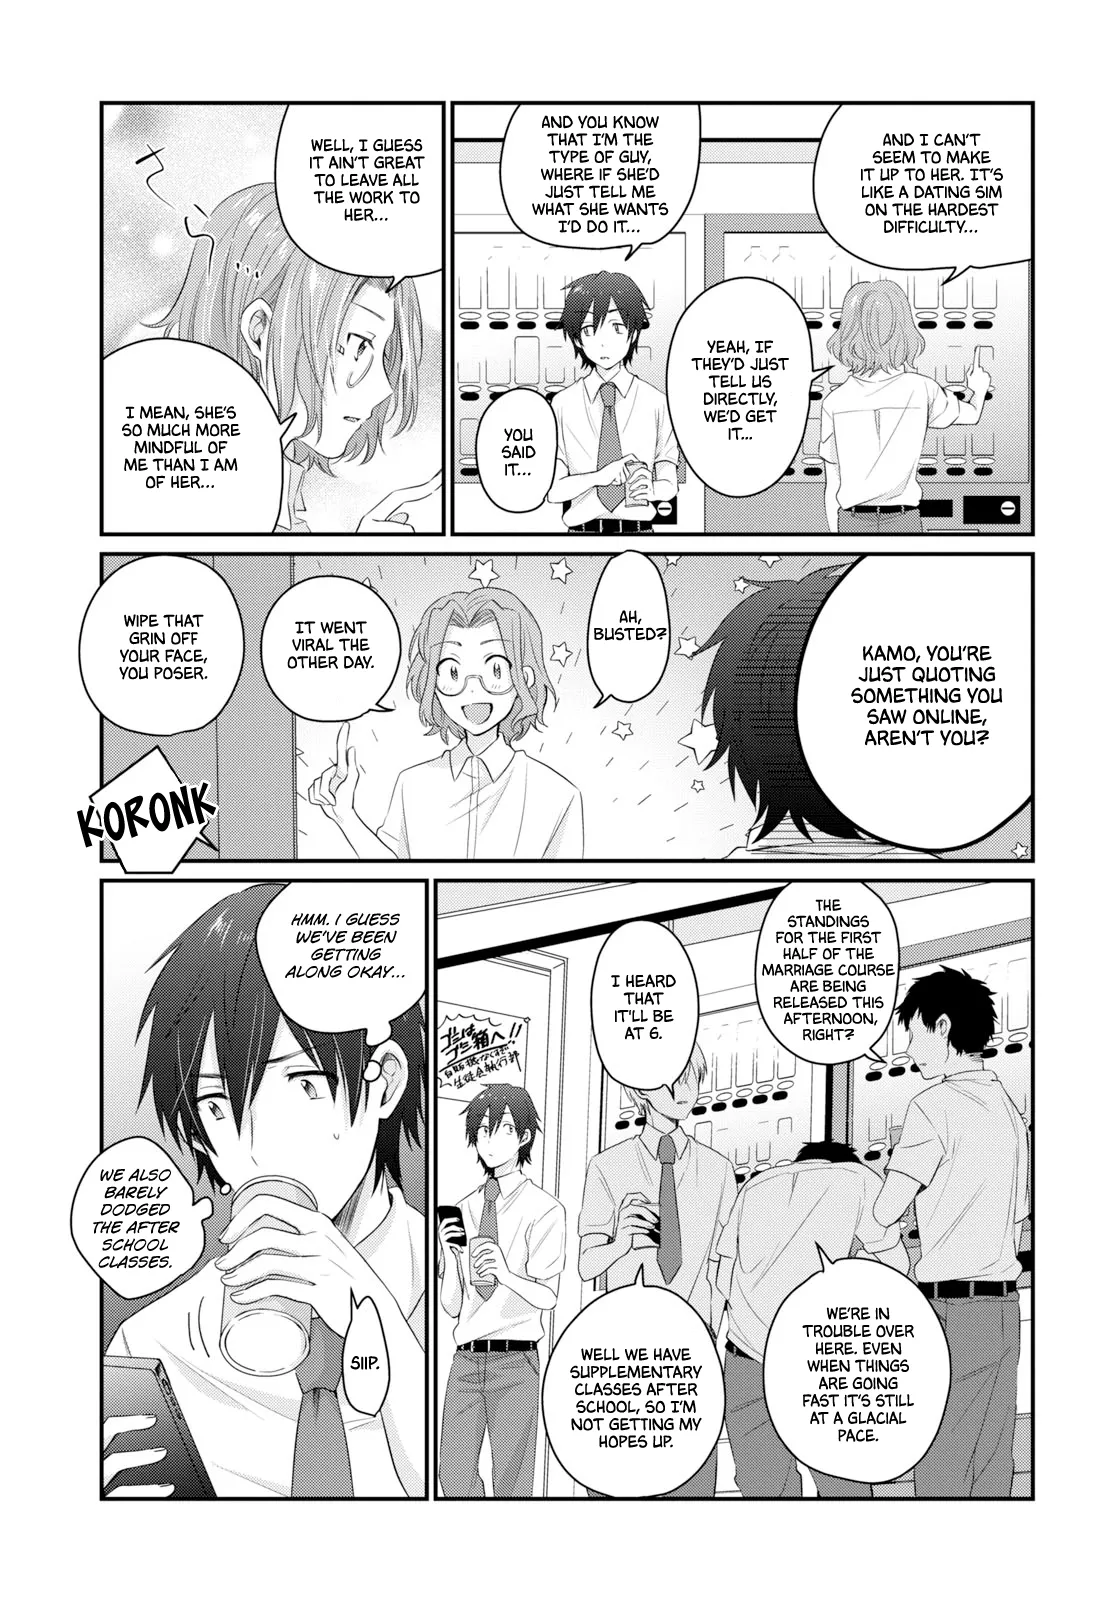 AND I CAN'T
SEEM TO MAKE
IT UP TO HER. IT'S
LIKE A DATING SIM
ON THE HARDEST
DIFFICULTY...
AND YOU KNOW
THAT I'M THE
TYPE OF GUY,
WHERE IF SHE'D
JUST TELL ME
WHAT SHE WANTS
I'D DO IT...
YEAH, IF
THEY'D JUST
TELL US
DIRECTLY,
WE'D GET
IT...
YOU
SAID
IT...
WELL, I GUESS
IT AIN'T GREAT
TO LEAVE ALL
THE WORK TO
HER...
I MEAN, SHE'S
SO MUCH MORE
MINDFUL OF
ME THAN I AM
OF HER...
KAMO, YOU'RE
JUST QUOTING
SOMETHING YOU
SAW ONLINE,
AREN'T YOU?
AH,
BUSTED?
IT WENT
VIRAL THE
OTHER DAY.
WIPE THAT
GRIN OFF
YOUR FACE,
YOU POSER.
KORONK
THE
STANDINGS
FOR THE FIRST
HALF OF THE
MARRIAGE COURSE
ARE BEING
RELEASED THIS
AFTERNOON,
RIGHT?
I HEARD
THAT
IT'LL BE
AT 6.
ゴミは
ゴミ箱へ!!
生徒会執行部
WE'RE IN
TROUBLE OVER
HERE. EVEN
WHEN THINGS
ARE GOING
FAST IT'S STILL
AT A GLACIAL
PACE.
WELL WE HAVE
SUPPLEMENTARY
CLASSES AFTER
SCHOOL, SO I'M
NOT GETTING MY
HOPES UP.
HMM. I GUESS
WE'VE BEEN
GETTING
ALONG OKAY...
WE ALSO
BARELY
DODGED
THE AFTER
SCHOOL
CLASSES.
SIIP.